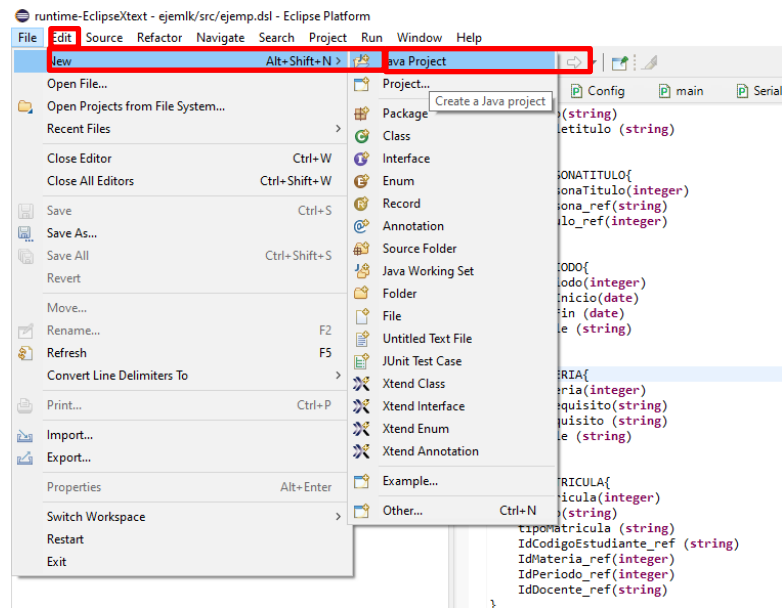 runtime-EclipseXtext - ejemlk/src/ejemp.dsl - Eclipse Platform
File Edit Source Refactor Navigate Search Project Run Window Help
New Alt+Shift+N >
Open File...
Open Projects from File System...
Recent Files >
Close Editor Ctrl+W
Close All Editors Ctrl+Shift+W
Save Ctrl+S
Save As...
Save All Ctrl+Shift+S
Revert
Move...
Rename... F2
Refresh F5
Convert Line Delimiters To >
Print... Ctrl+P
Import...
Export...
Properties Alt+Enter
Switch Workspace >
Restart
Exit
Java Project
Project...
Create a Java project
Package
Class
Interface
Enum
Record
Annotation
Source Folder
Java Working Set
Folder
File
Untitled Text File
JUnit Test Case
Xtend Class
Xtend Interface
Xtend Enum
Xtend Annotation
Example...
Other... Ctrl+N
Config main Serial
(string)
etitulo (string)
SONATITULO{
sonaTitulo(integer)
sona_ref(string)
ulo_ref(integer)
IODO{
iodo(integer)
Inicio(date)
Fin (date)
le (string)
ERIA{
eria(integer)
equisito(string)
quisito (string)
le (string)
RICULA{
ricula(integer)
(string)
tipoMatricula (string)
IdCodigoEstudiante_ref (string)
IdMateria_ref(integer)
IdPeriodo_ref(integer)
IdDocente_ref(string)
}